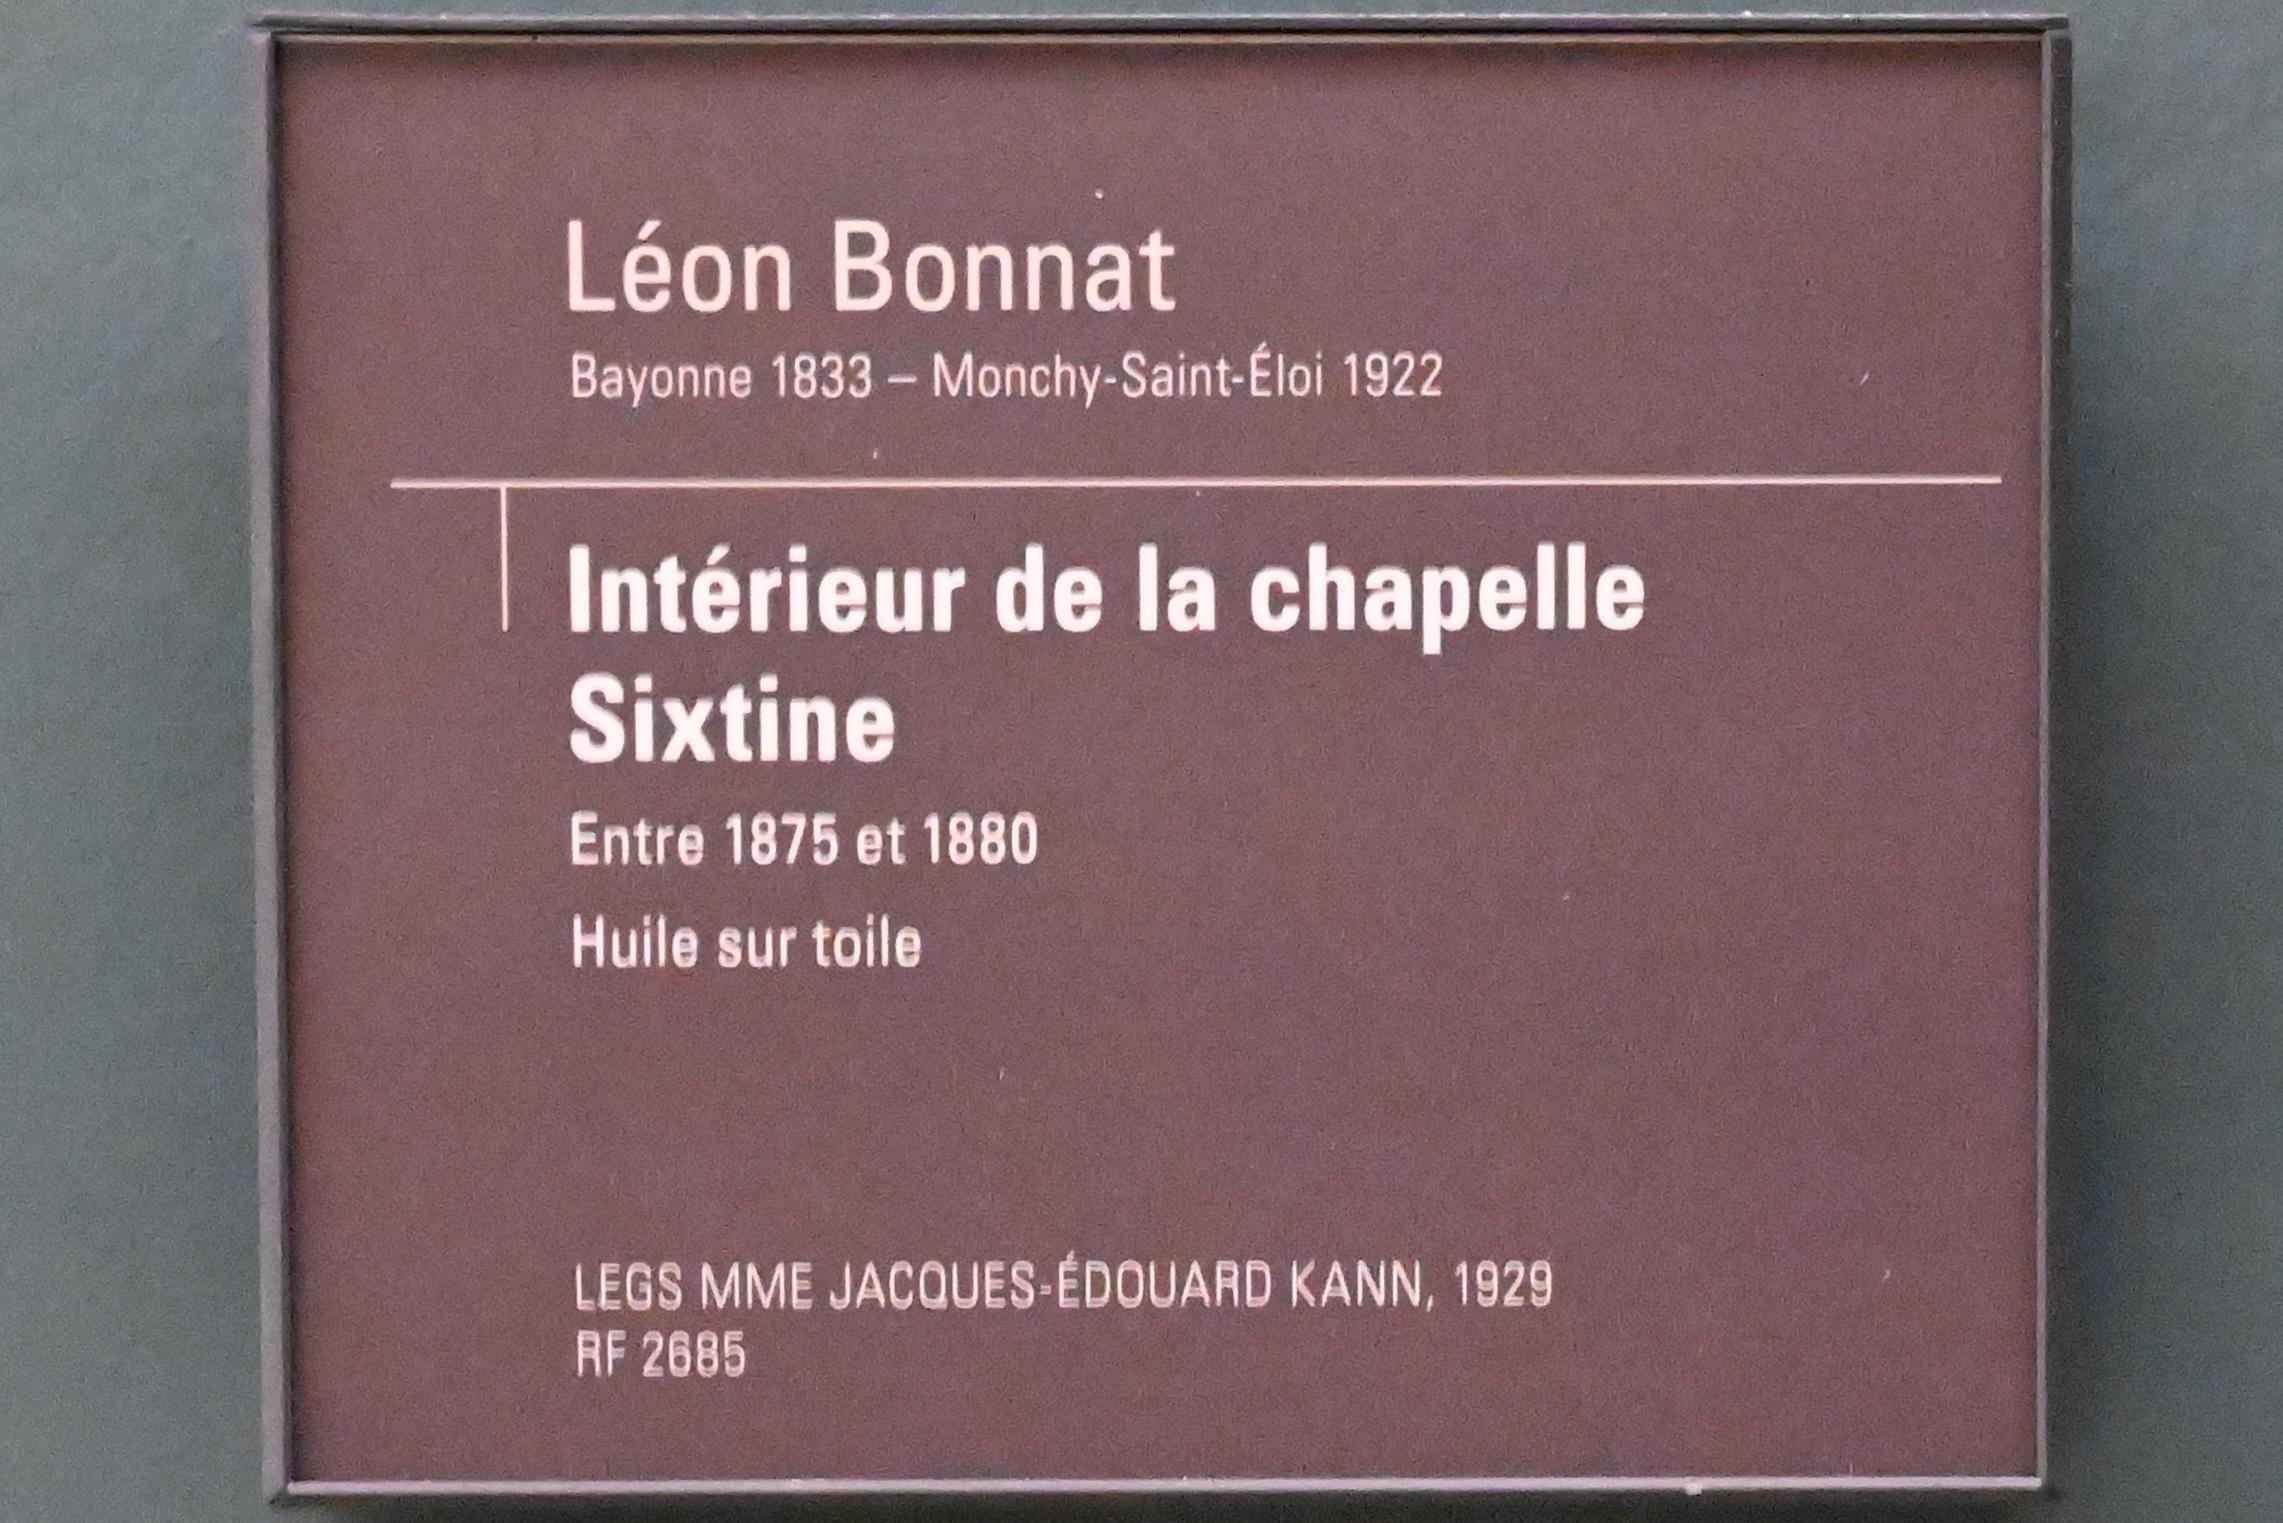 Léon Bonnat
Bayonne 1833 – Monchy-Saint-Éloi 1922
Intérieur de la chapelle
Sixtine
Entre 1875 et 1880
Huile sur toile
LEGS MME JACQUES-ÉDOUARD KANN, 1929
RF 2685